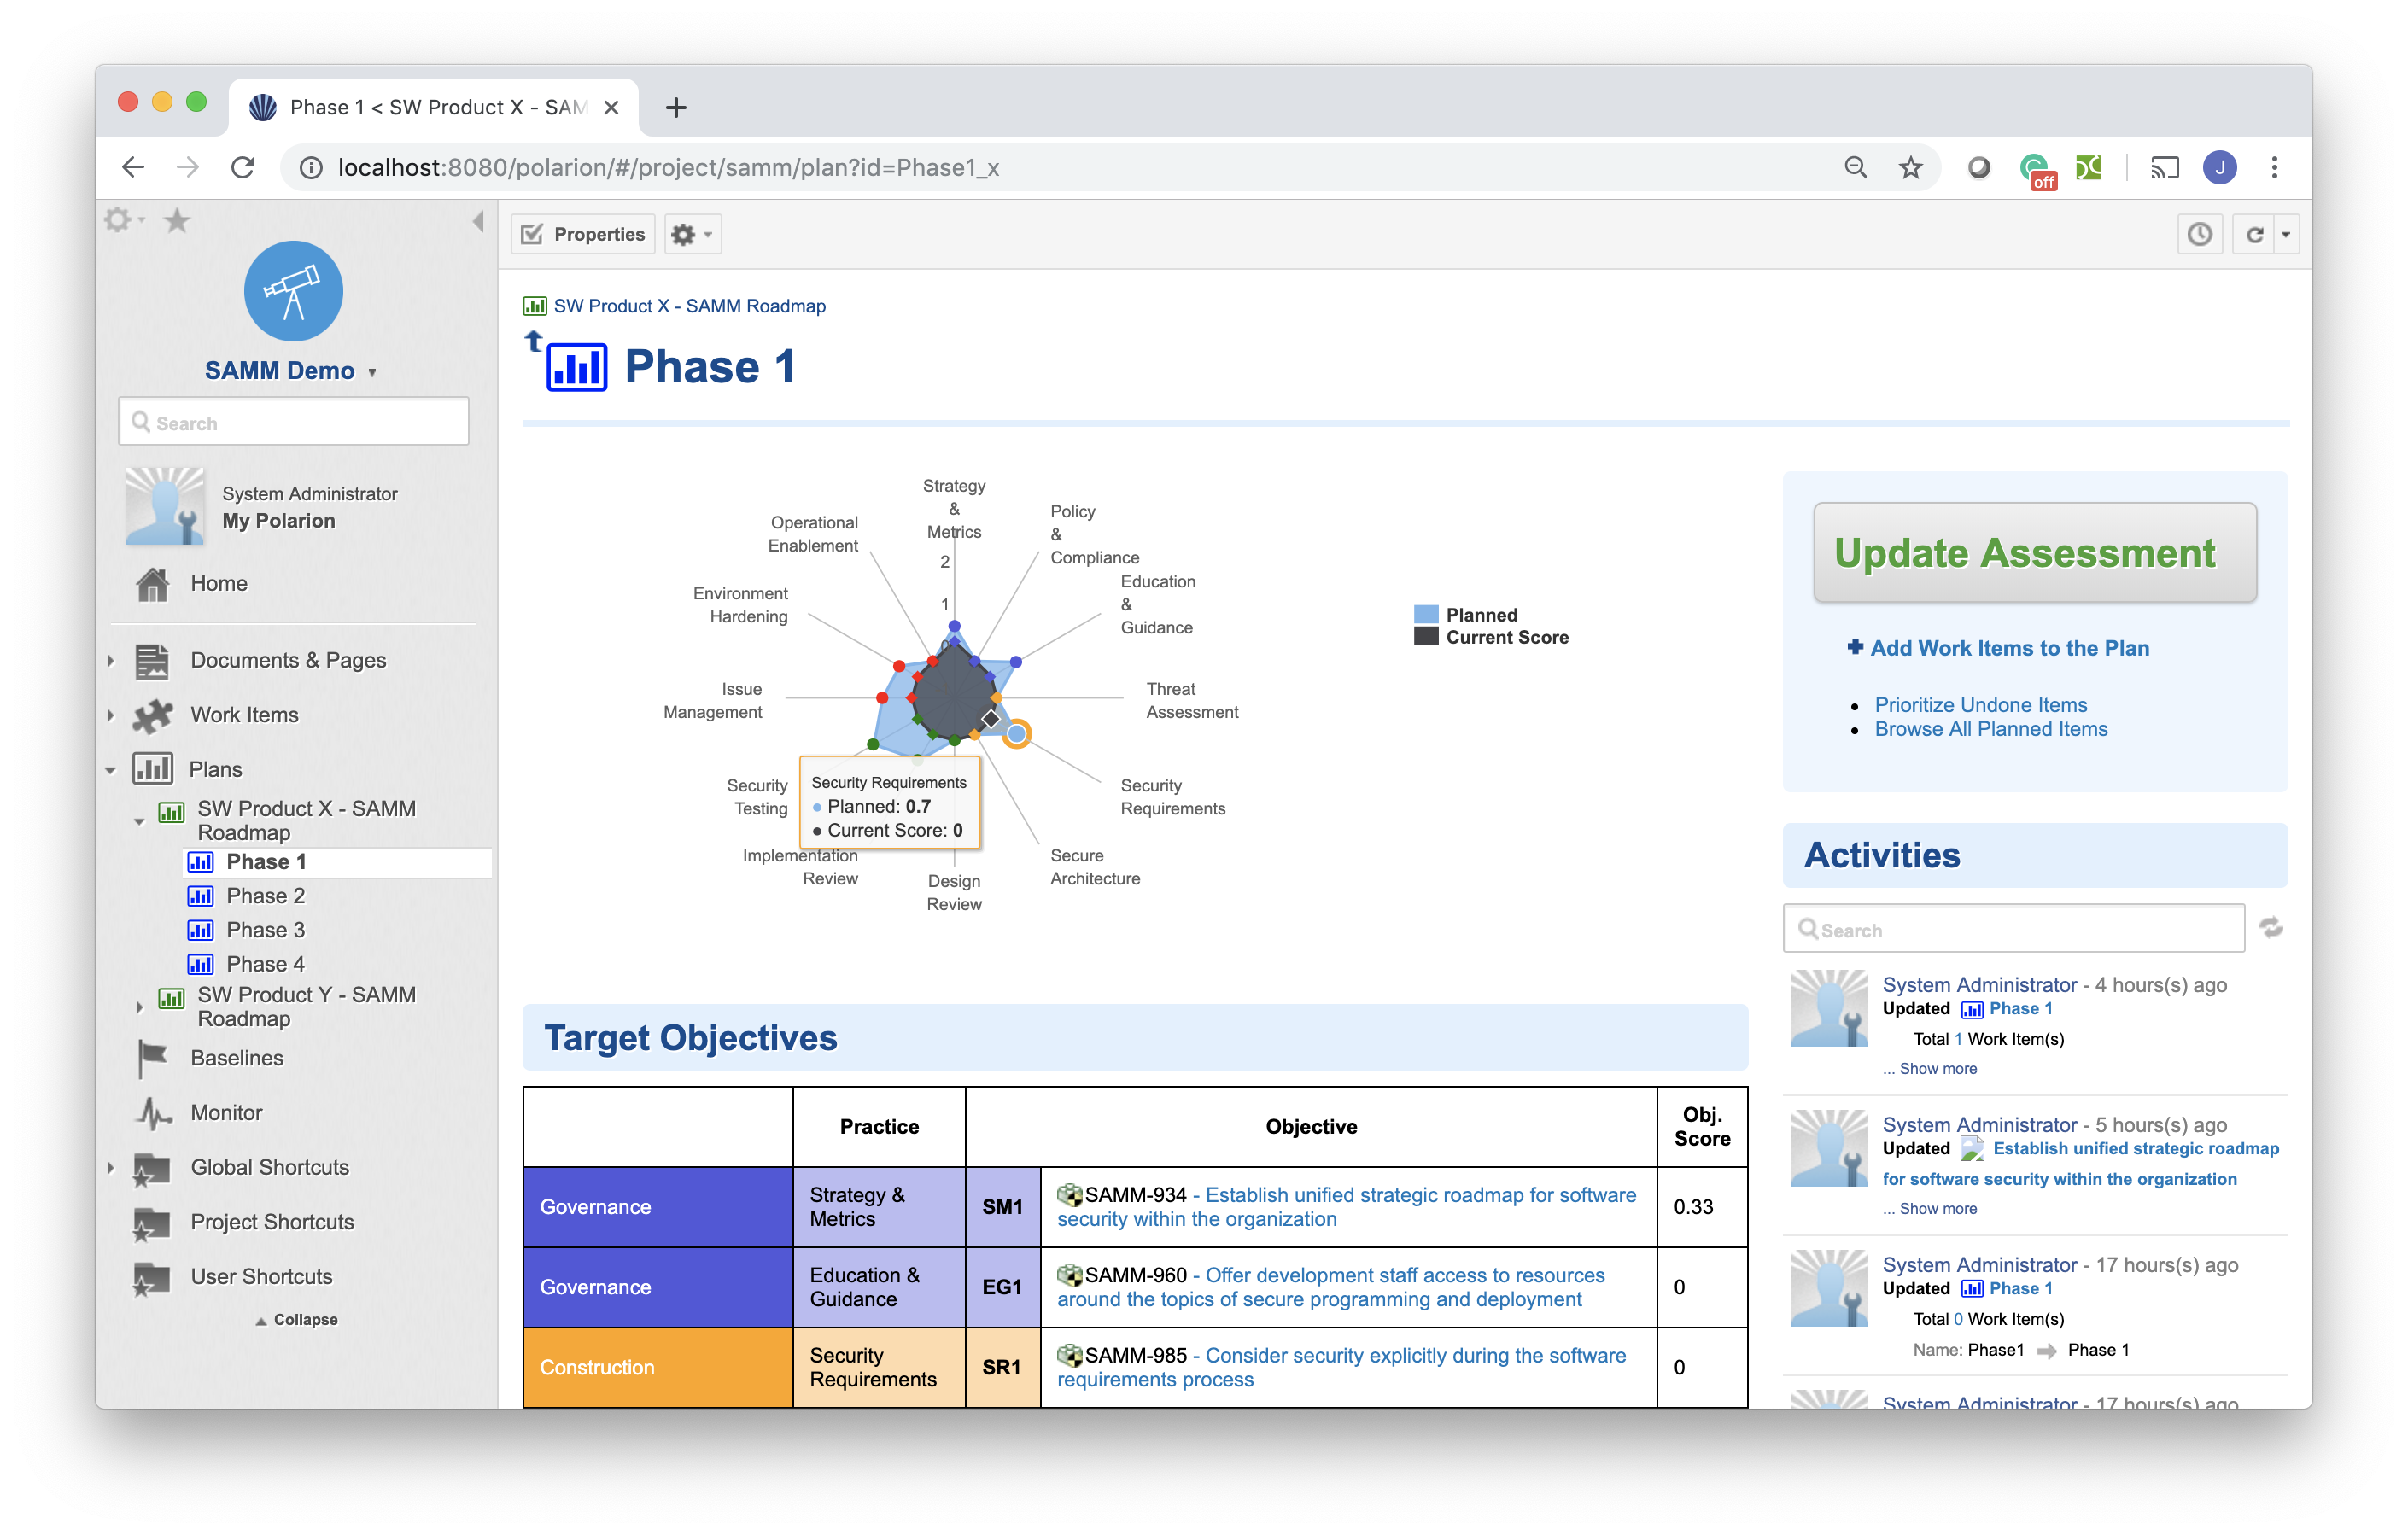 Phase 1 < SW Product X - SAM
localhost:8080/polarion/#/project/samm/plan?id=Phase1_x
off
J
SAMM Demo
Search
System Administrator
My Polarion
Home
Documents & Pages
Work Items
Plans
SW Product X - SAMM
Roadmap
Phase 1
Phase 2
Phase 3
Phase 4
SW Product Y - SAMM
Roadmap
Baselines
Monitor
Global Shortcuts
Project Shortcuts
User Shortcuts
Collapse
Properties
SW Product X - SAMM Roadmap
Phase 1
Strategy
&
Metrics
Policy
&
Compliance
Education
&
Guidance
Threat
Assessment
Security
Requirements
Secure
Architecture
Design
Review
Implementation
Review
Security
Testing
Issue
Management
Environment
Hardening
Operational
Enablement
2
1
0
Security Requirements
Planned: 0.7
Current Score: 0
Planned
Current Score
Target Objectives
Practice
Objective
Obj.
Score
Governance
Strategy &
Metrics
SM1
SAMM-934 - Establish unified strategic roadmap for software
security within the organization
0.33
Governance
Education &
Guidance
EG1
SAMM-960 - Offer development staff access to resources
around the topics of secure programming and deployment
0
Construction
Security
Requirements
SR1
SAMM-985 - Consider security explicitly during the software
requirements process
0
Update Assessment
Add Work Items to the Plan
Prioritize Undone Items
Browse All Planned Items
Activities
Search
System Administrator - 4 hours(s) ago
Updated Phase 1
Total 1 Work Item(s)
... Show more
System Administrator - 5 hours(s) ago
Updated Establish unified strategic roadmap
for software security within the organization
... Show more
System Administrator - 17 hours(s) ago
Updated Phase 1
Total 0 Work Item(s)
Name: Phase1 Phase 1
System Administrator - 17 hours(s) ago